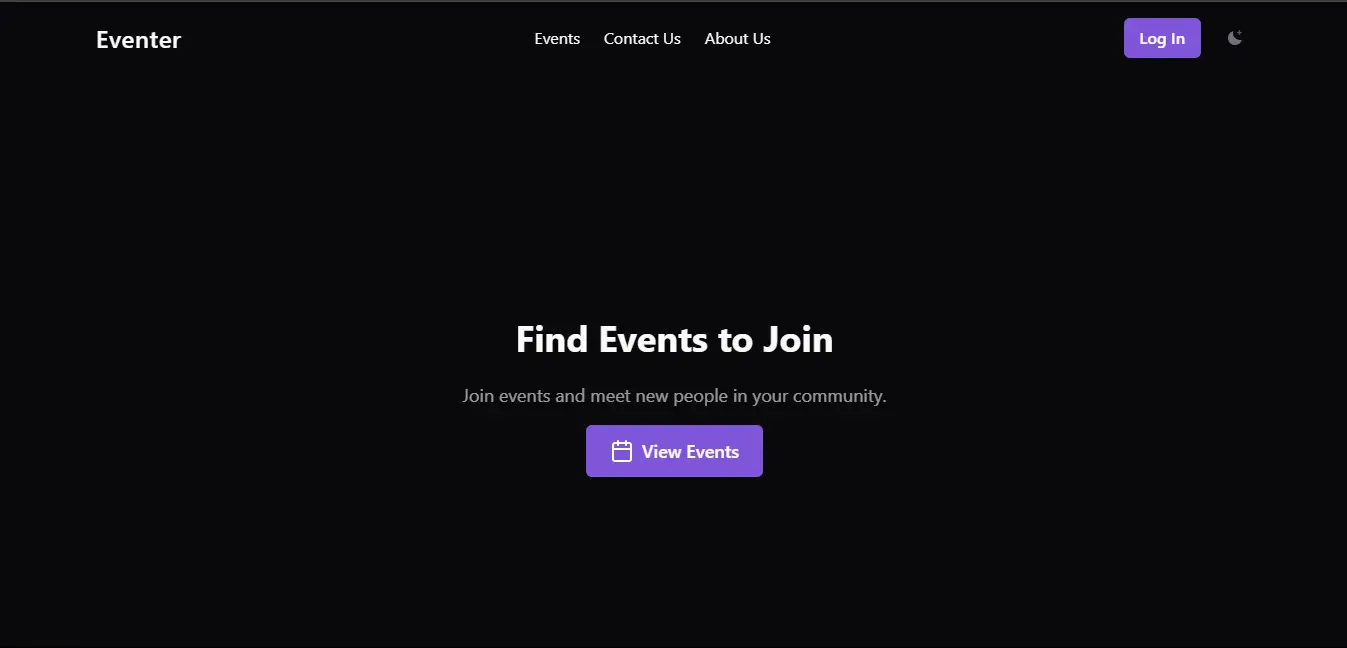 Eventer
Events Contact Us About Us
Log In
Find Events to Join
Join events and meet new people in your community.
View Events